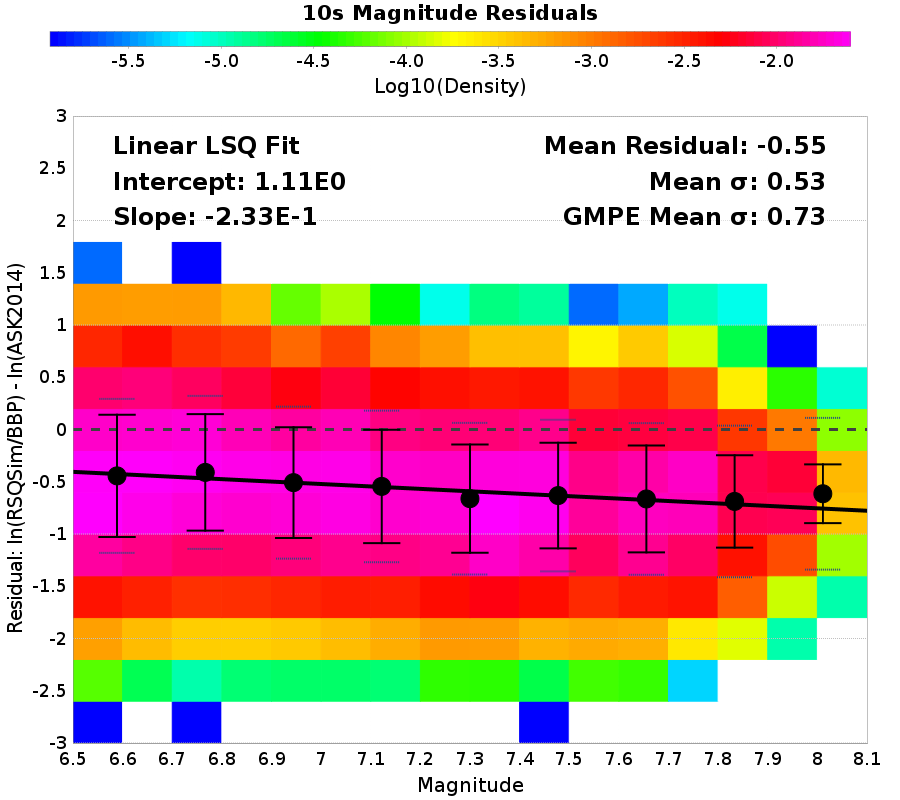 10s Magnitude Residuals
-5.5 -5.0 -4.5 -4.0 -3.5 -3.0 -2.5 -2.0
Log10(Density)
Linear LSQ Fit
Intercept: 1.11E0
Slope: -2.33E-1
Mean Residual: -0.55
Mean σ: 0.53
GMPE Mean σ: 0.73
Residual: ln(RSQSim/BBP) - ln(ASK2014)
3
2.5
2
1.5
1
0.5
0
-0.5
-1
-1.5
-2
-2.5
-3
6.5 6.6 6.7 6.8 6.9 7 7.1 7.2 7.3 7.4 7.5 7.6 7.7 7.8 7.9 8 8.1
Magnitude